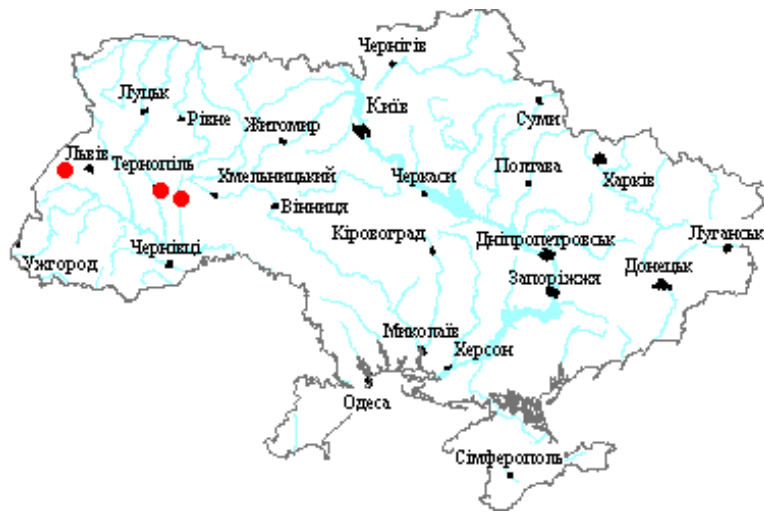 Чернігів
Луцьк
Суми
Київ
Рівне
Житомир
Львів
Тернопіль
Полтава
Харків
Хмельницький
Черкаси
Вінниця
Кіровоград
Дніпропетровськ
Луганськ
Чернівці
Ужгород
Донецьк
Запоріжжя
Миколаїв
Херсон
Одеса
Сімферополь